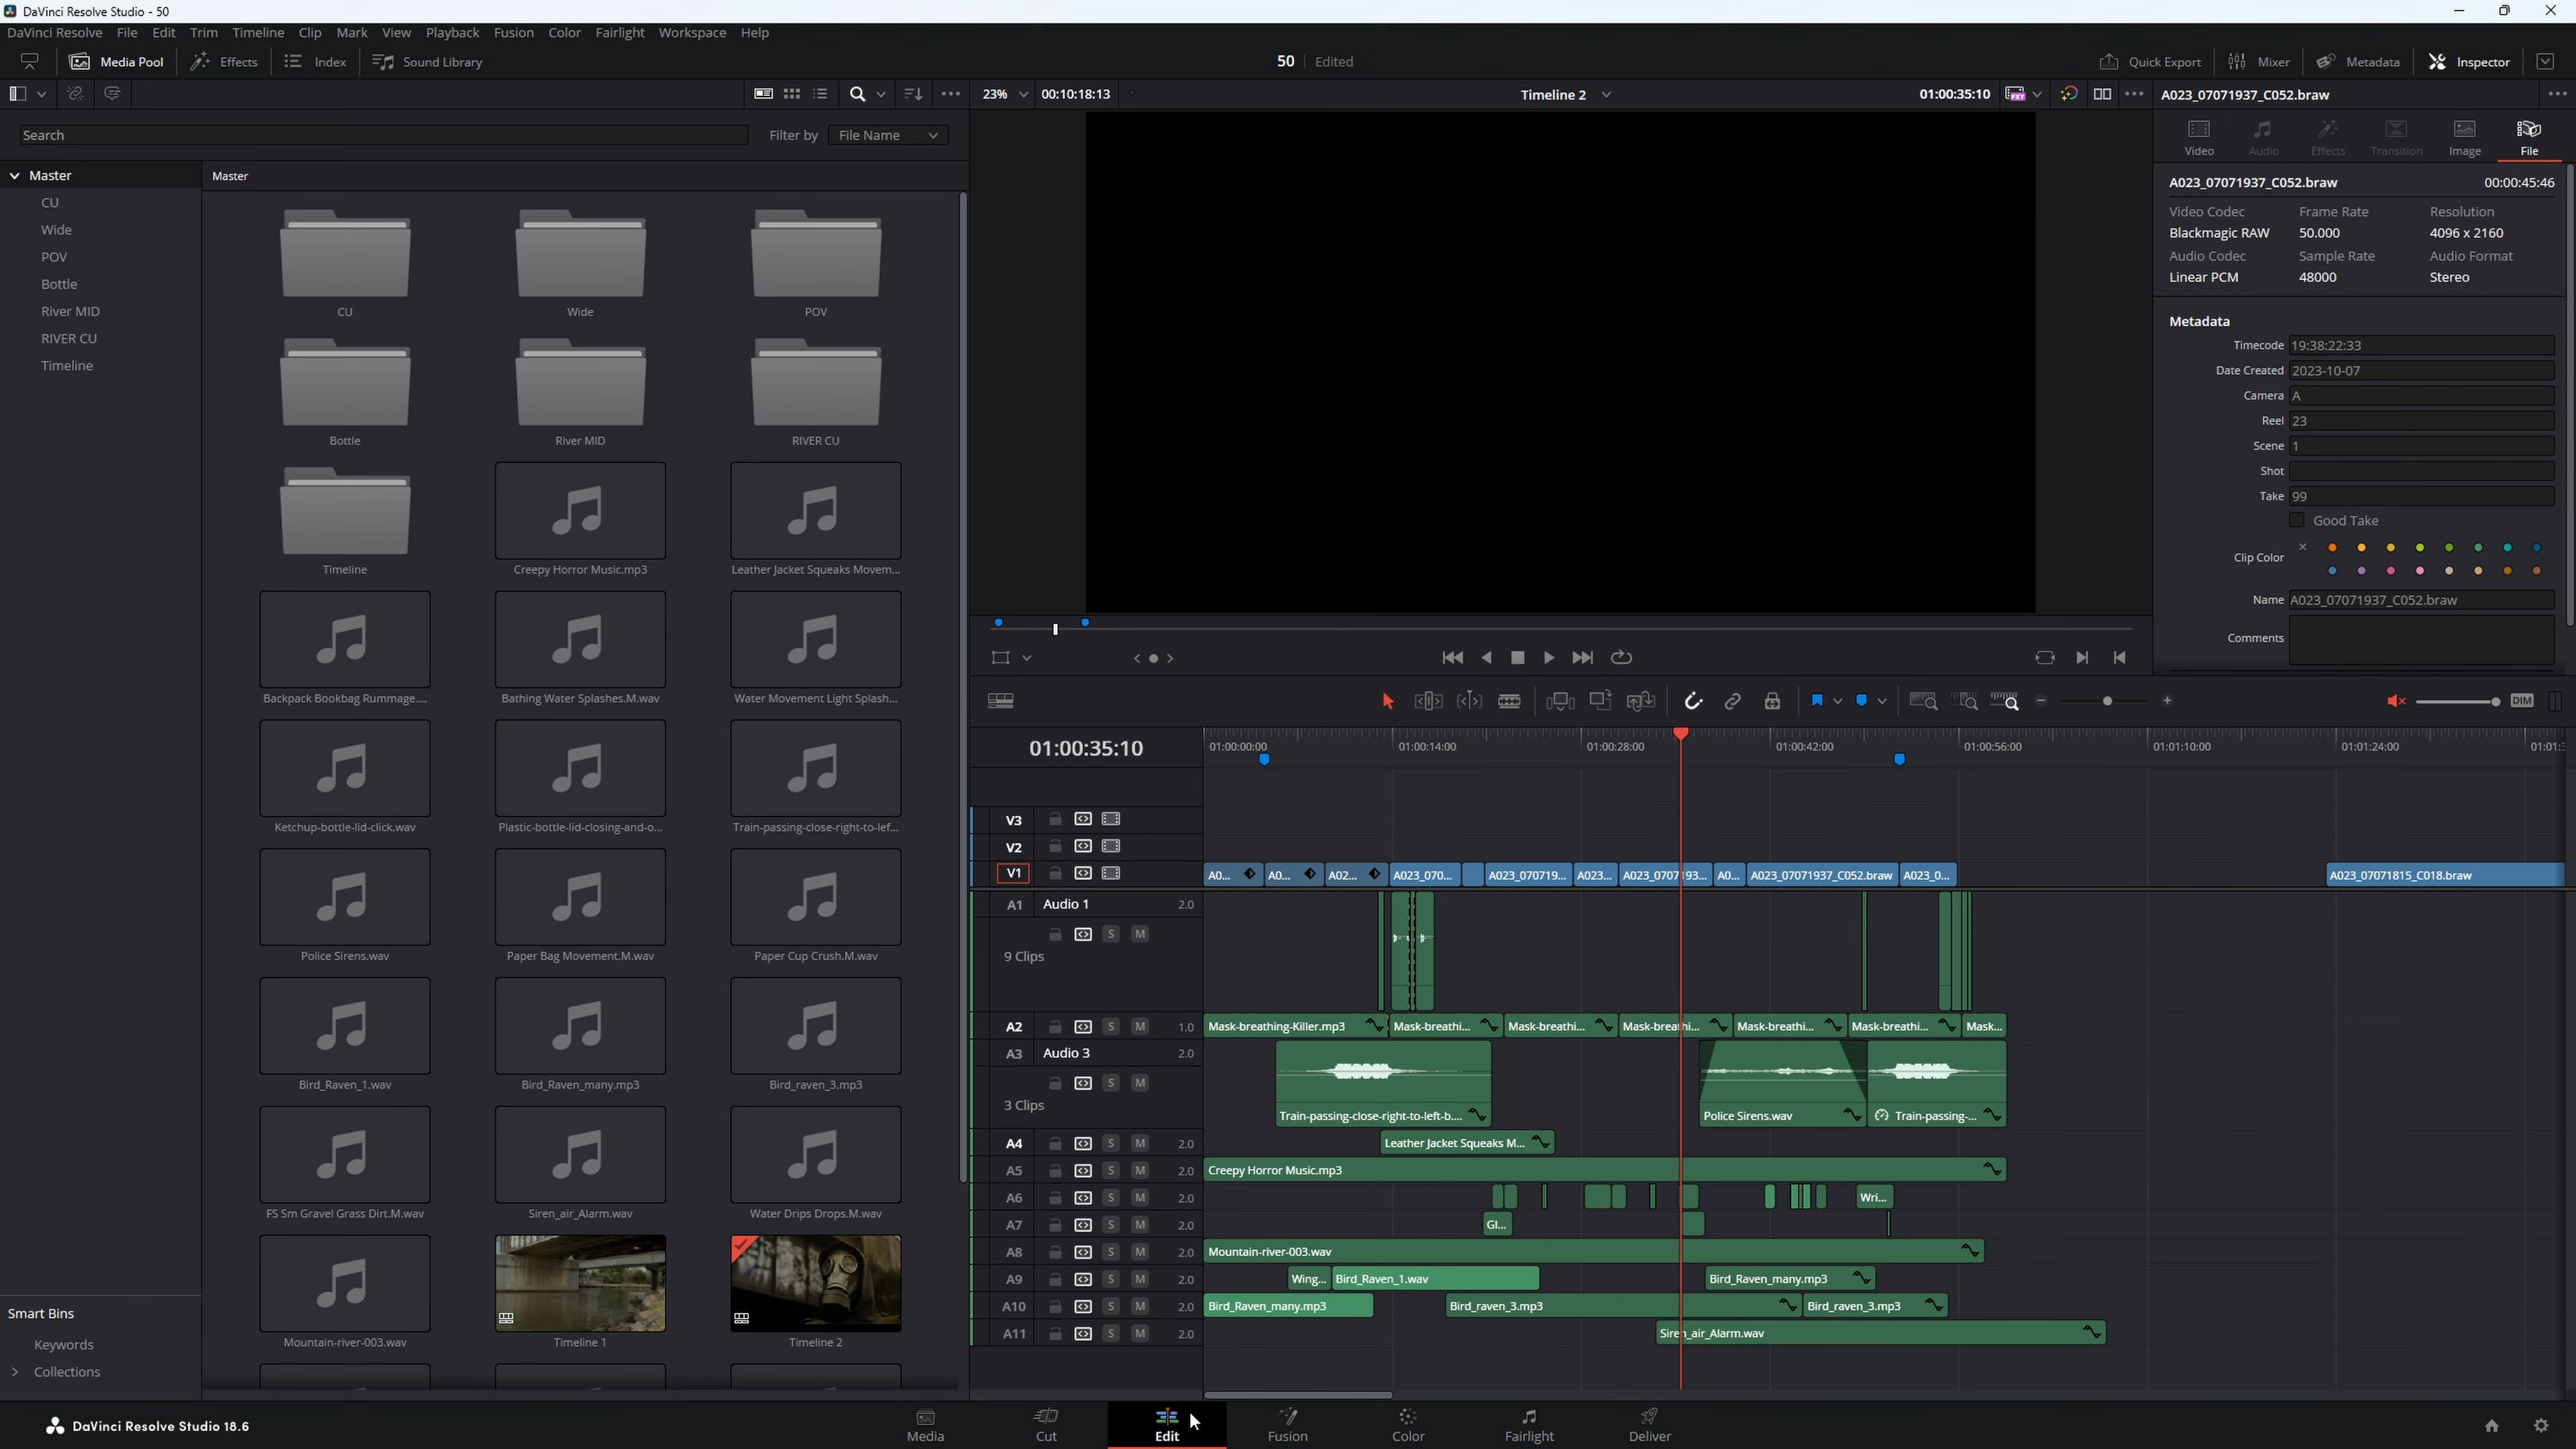 DaVinci Resolve Studio - 50
DaVinci Resolve File Edit Trim Timeline Clip Mark View Playback Fusion Color Fairlight Workspace Help
Media Pool Effects Index Sound Library 50 Edited Quick Export Mixer Metadata Inspector
23% 00:10:18:13 Timeline 2 01:00:35:10 A023_07071937_C052.braw
Search Filter by File Name
Video Audio Effects Transition Image File
Master
CU
Wide
POV
Bottle
River MID
RIVER CU
Timeline
Smart Bins
Keywords
Collections
Master
CU Wide POV
Bottle River MID RIVER CU
Timeline Creepy Horror Music.mp3 Leather Jacket Squeaks Movem...
Backpack Bookbag Rummage.... Bathing Water Splashes.M.wav Water Movement Light Splash...
Ketchup-bottle-lid-click.wav Plastic-bottle-lid-closing-and-o... Train-passing-close-right-to-lef...
Police Sirens.wav Paper Bag Movement.M.wav Paper Cup Crush.M.wav
Bird_Raven_1.wav Bird_Raven_many.mp3 Bird_raven_3.mp3
FS Sm Gravel Grass Dirt.M.wav Siren_air_Alarm.wav Water Drips Drops.M.wav
Mountain-river-003.wav Timeline 1 Timeline 2
A023_07071937_C052.braw 00:00:45:46
Video Codec Frame Rate Resolution
Blackmagic RAW 50.000 4096 x 2160
Audio Codec Sample Rate Audio Format
Linear PCM 48000 Stereo
Metadata
Timecode 19:38:22:33
Date Created 2023-10-07
Camera A
Reel 23
Scene 1
Shot
Take 99
Good Take
Clip Color
Name A023_07071937_C052.braw
Comments
DIM
01:00:35:10 01:00:00:00 01:00:14:00 01:00:28:00 01:00:42:00 01:00:56:00 01:01:10:00 01:01:24:00 01:01:3
V3
V2
V1 A0... A0... A02... A023_070... A023_070719... A023... A023_0707193... A0... A023_07071937_C052.braw A023_0... A023_07071815_C018.braw
A1 Audio 1 2.0
S M
9 Clips
A2 S M 1.0 Mask-breathing-Killer.mp3 Mask-breathi... Mask-breathi... Mask-breathi... Mask-breathi... Mask-breathi... Mask...
A3 Audio 3 2.0
S M
3 Clips
Train-passing-close-right-to-left-b.... Police Sirens.wav Train-passing-...
A4 S M 2.0 Leather Jacket Squeaks M...
A5 S M 2.0 Creepy Horror Music.mp3
A6 S M 2.0 Wri...
A7 S M 2.0 Gl...
A8 S M 2.0 Mountain-river-003.wav
A9 S M 2.0 Wing... Bird_Raven_1.wav Bird_Raven_many.mp3
A10 S M 2.0 Bird_Raven_many.mp3 Bird_raven_3.mp3 Bird_raven_3.mp3
A11 S M 2.0 Siren_air_Alarm.wav
DaVinci Resolve Studio 18.6 Media Cut Edit Fusion Color Fairlight Deliver